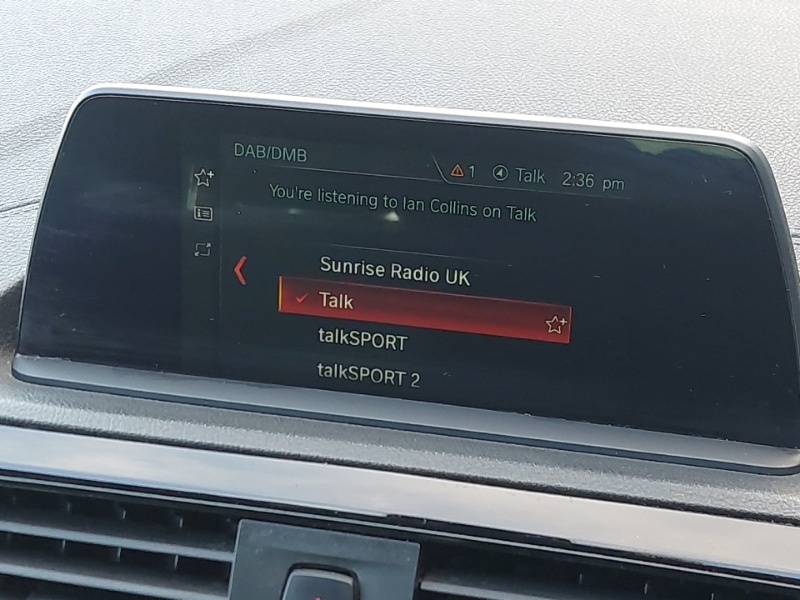 DAB/DMB
1 Talk 2:36 pm
You're listening to Ian Collins on Talk
Sunrise Radio UK
Talk
talkSPORT
talkSPORT 2